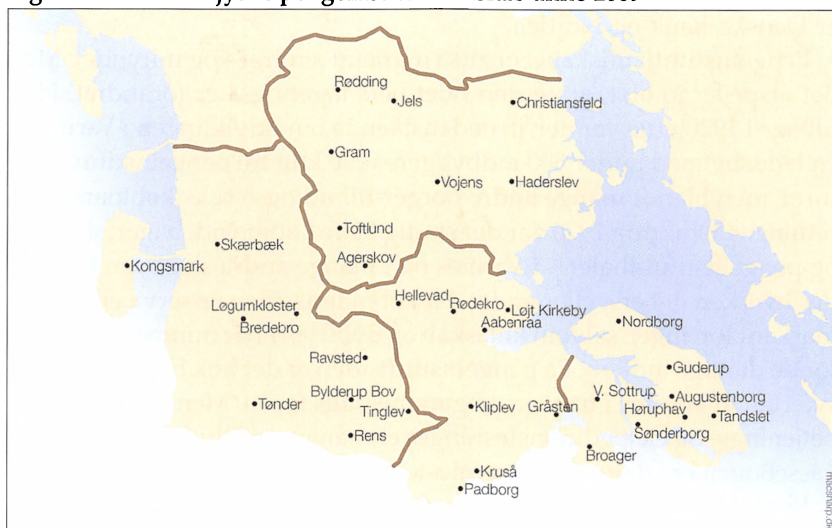 Rødding
Jels
Christiansfeld
Gram
Vojens
Haderslev
Toftlund
Skærbæk
Agerskov
Kongsmark
Hellevad
Rødekro
Løjt Kirkeby
Løgumkloster
Bredebro
Aabenraa
Nordborg
Ravsted
Guderup
Bylderup Bov
V. Sottrup
Augustenborg
Tønder
Tinglev
Kliplev
Gråsten
Høruphav
Tandslet
Sønderborg
Rens
Broager
Kruså
Padborg